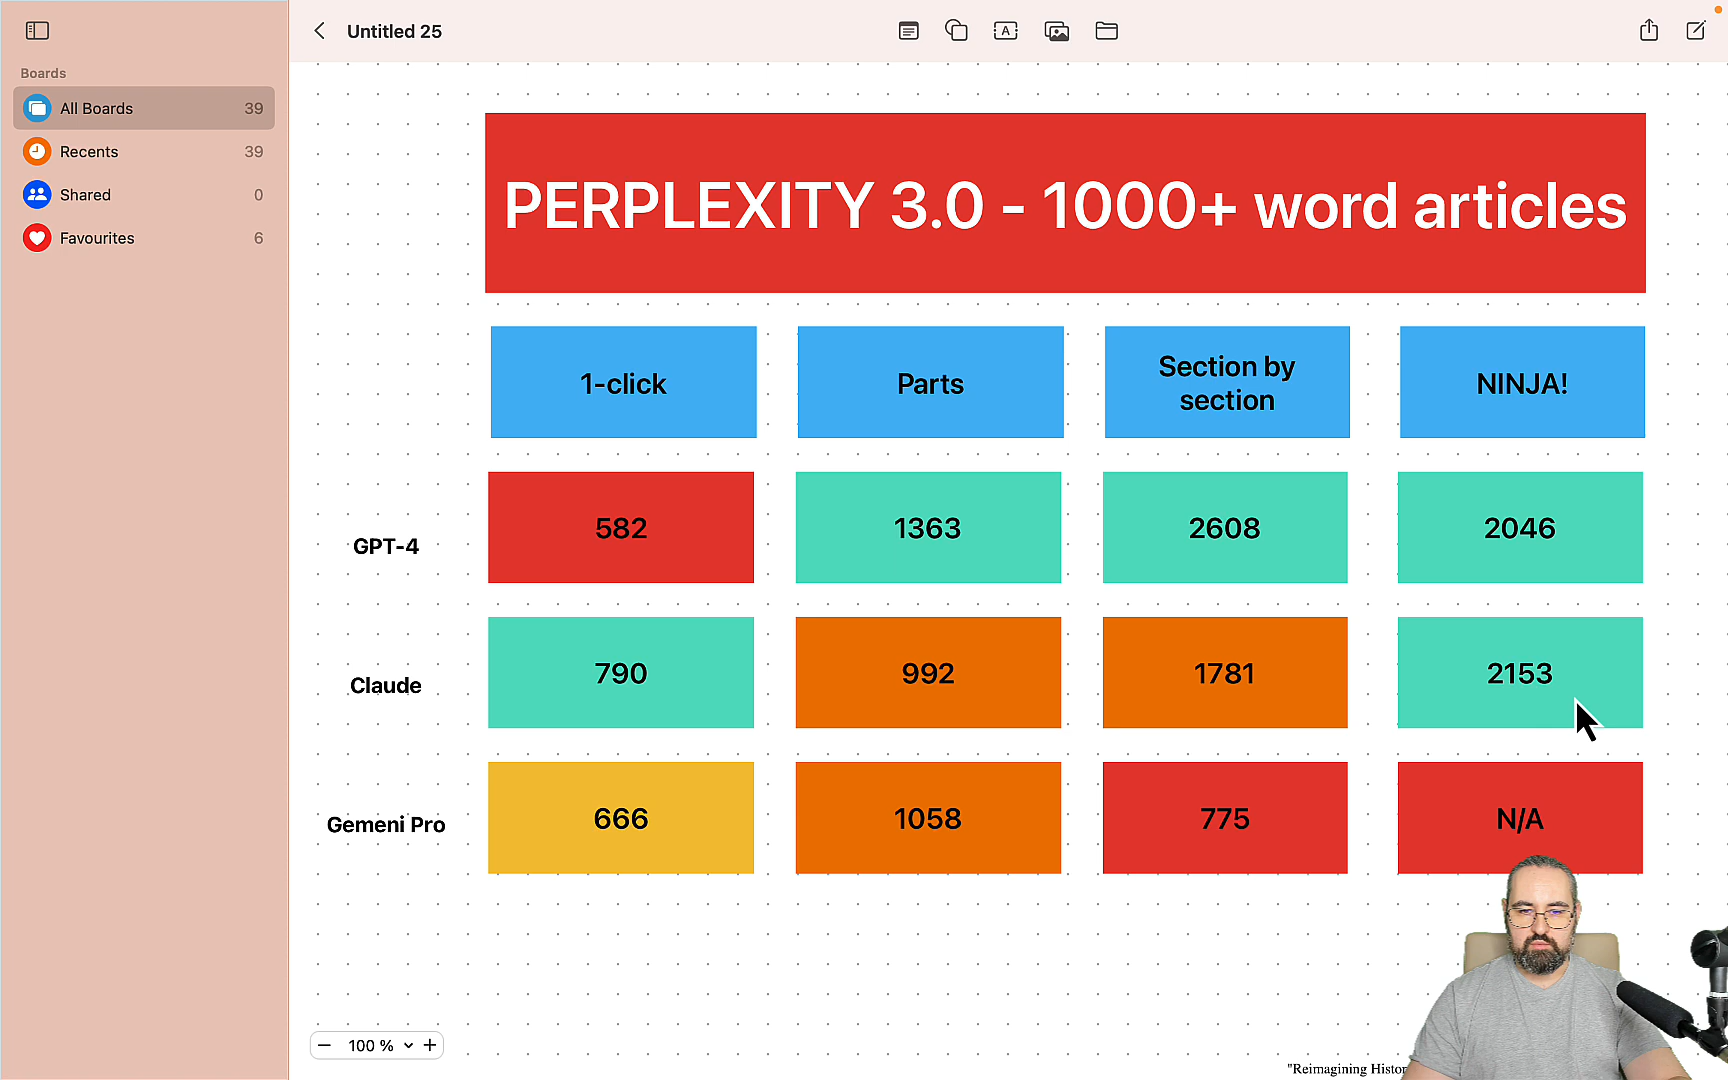 Untitled 25
Boards
All Boards 39
Recents 39
Shared 0
Favourites 6
PERPLEXITY 3.0 - 1000+ word articles
1-click
Parts
Section by
section
NINJA!
GPT-4
582
1363
2608
2046
Claude
790
992
1781
2153
Gemeni Pro
666
1058
775
N/A
100 %
"Reimagining Histor